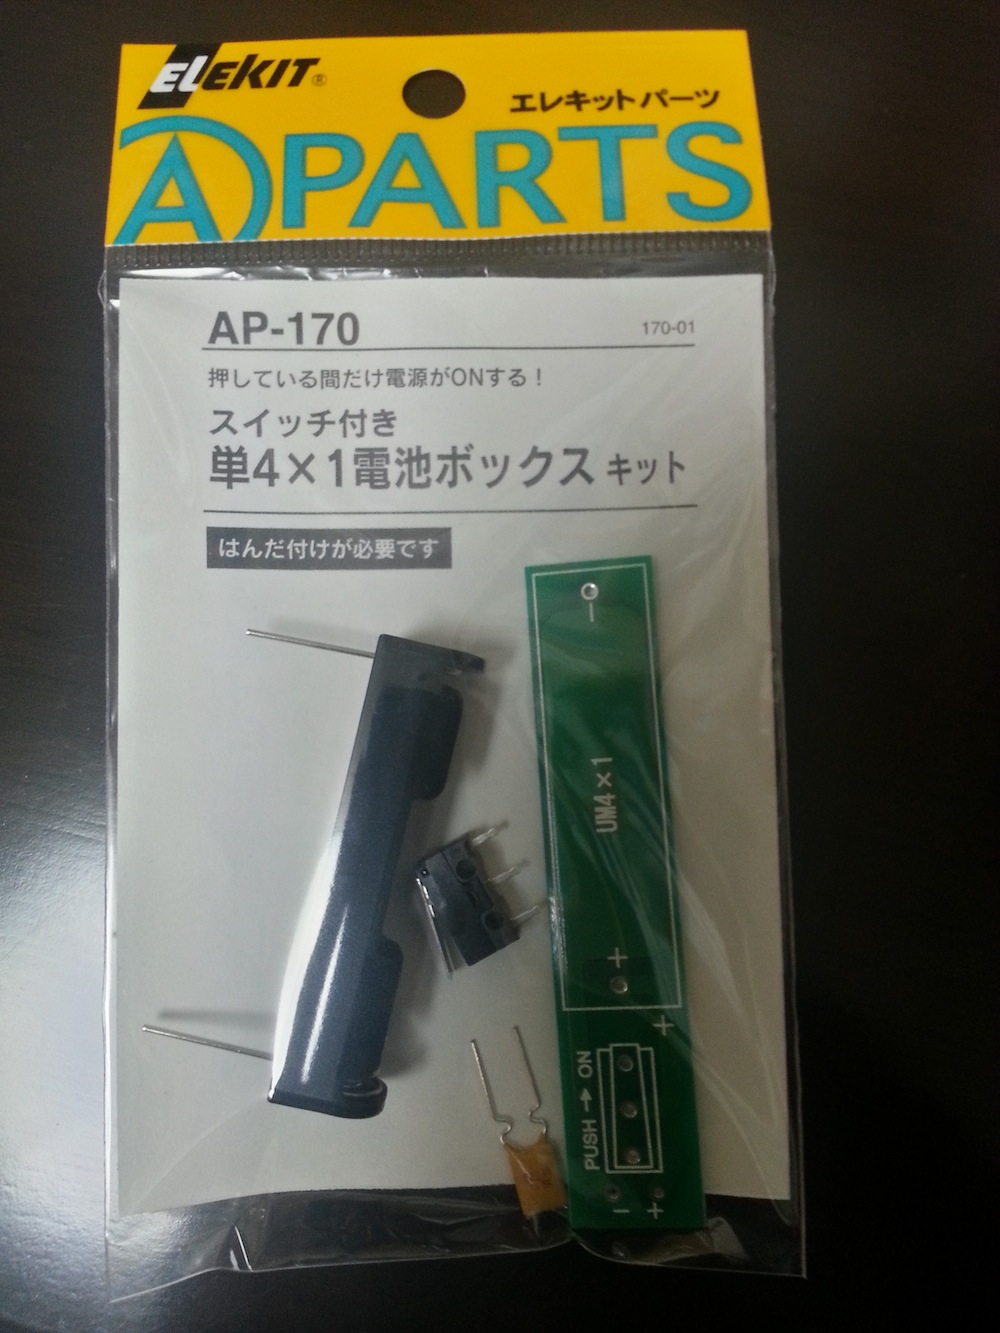 ELEKIT®
エレキットパーツ
APARTS
AP-170
170-01
押している間だけ電源がONする!
スイッチ付き
単4×1電池ボックス キット
はんだ付けが必要です
−
UM4×1
+
+
PUSH → ON
− +